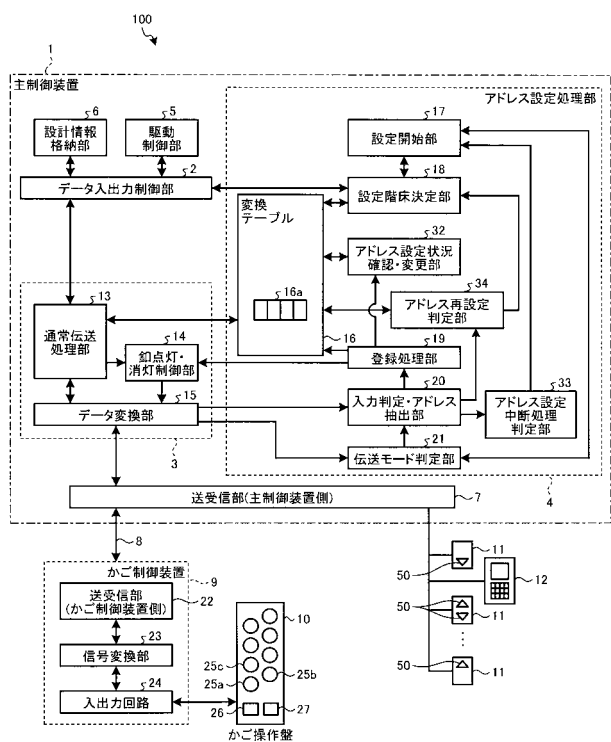 100
1
主制御装置
アドレス設定処理部
6
設計情報
格納部
5
駆動
制御部
2
データ入出力制御部
17
設定開始部
18
設定階床決定部
変換
テーブル
32
アドレス設定状況
確認・変更部
16a
16
34
アドレス再設定
判定部
13
通常伝送
処理部
14
釦点灯・
消灯制御部
15
データ変換部
3
19
登録処理部
20
入力判定・アドレス
抽出部
33
アドレス設定
中断処理
判定部
21
伝送モード判定部
4
送受信部(主制御装置側)
7
8
かご制御装置
9
送受信部
(かご制御装置側)
22
23
信号変換部
24
入出力回路
10
25c
25a
25b
26
27
かご操作盤
50
11
12
50
11
50
11